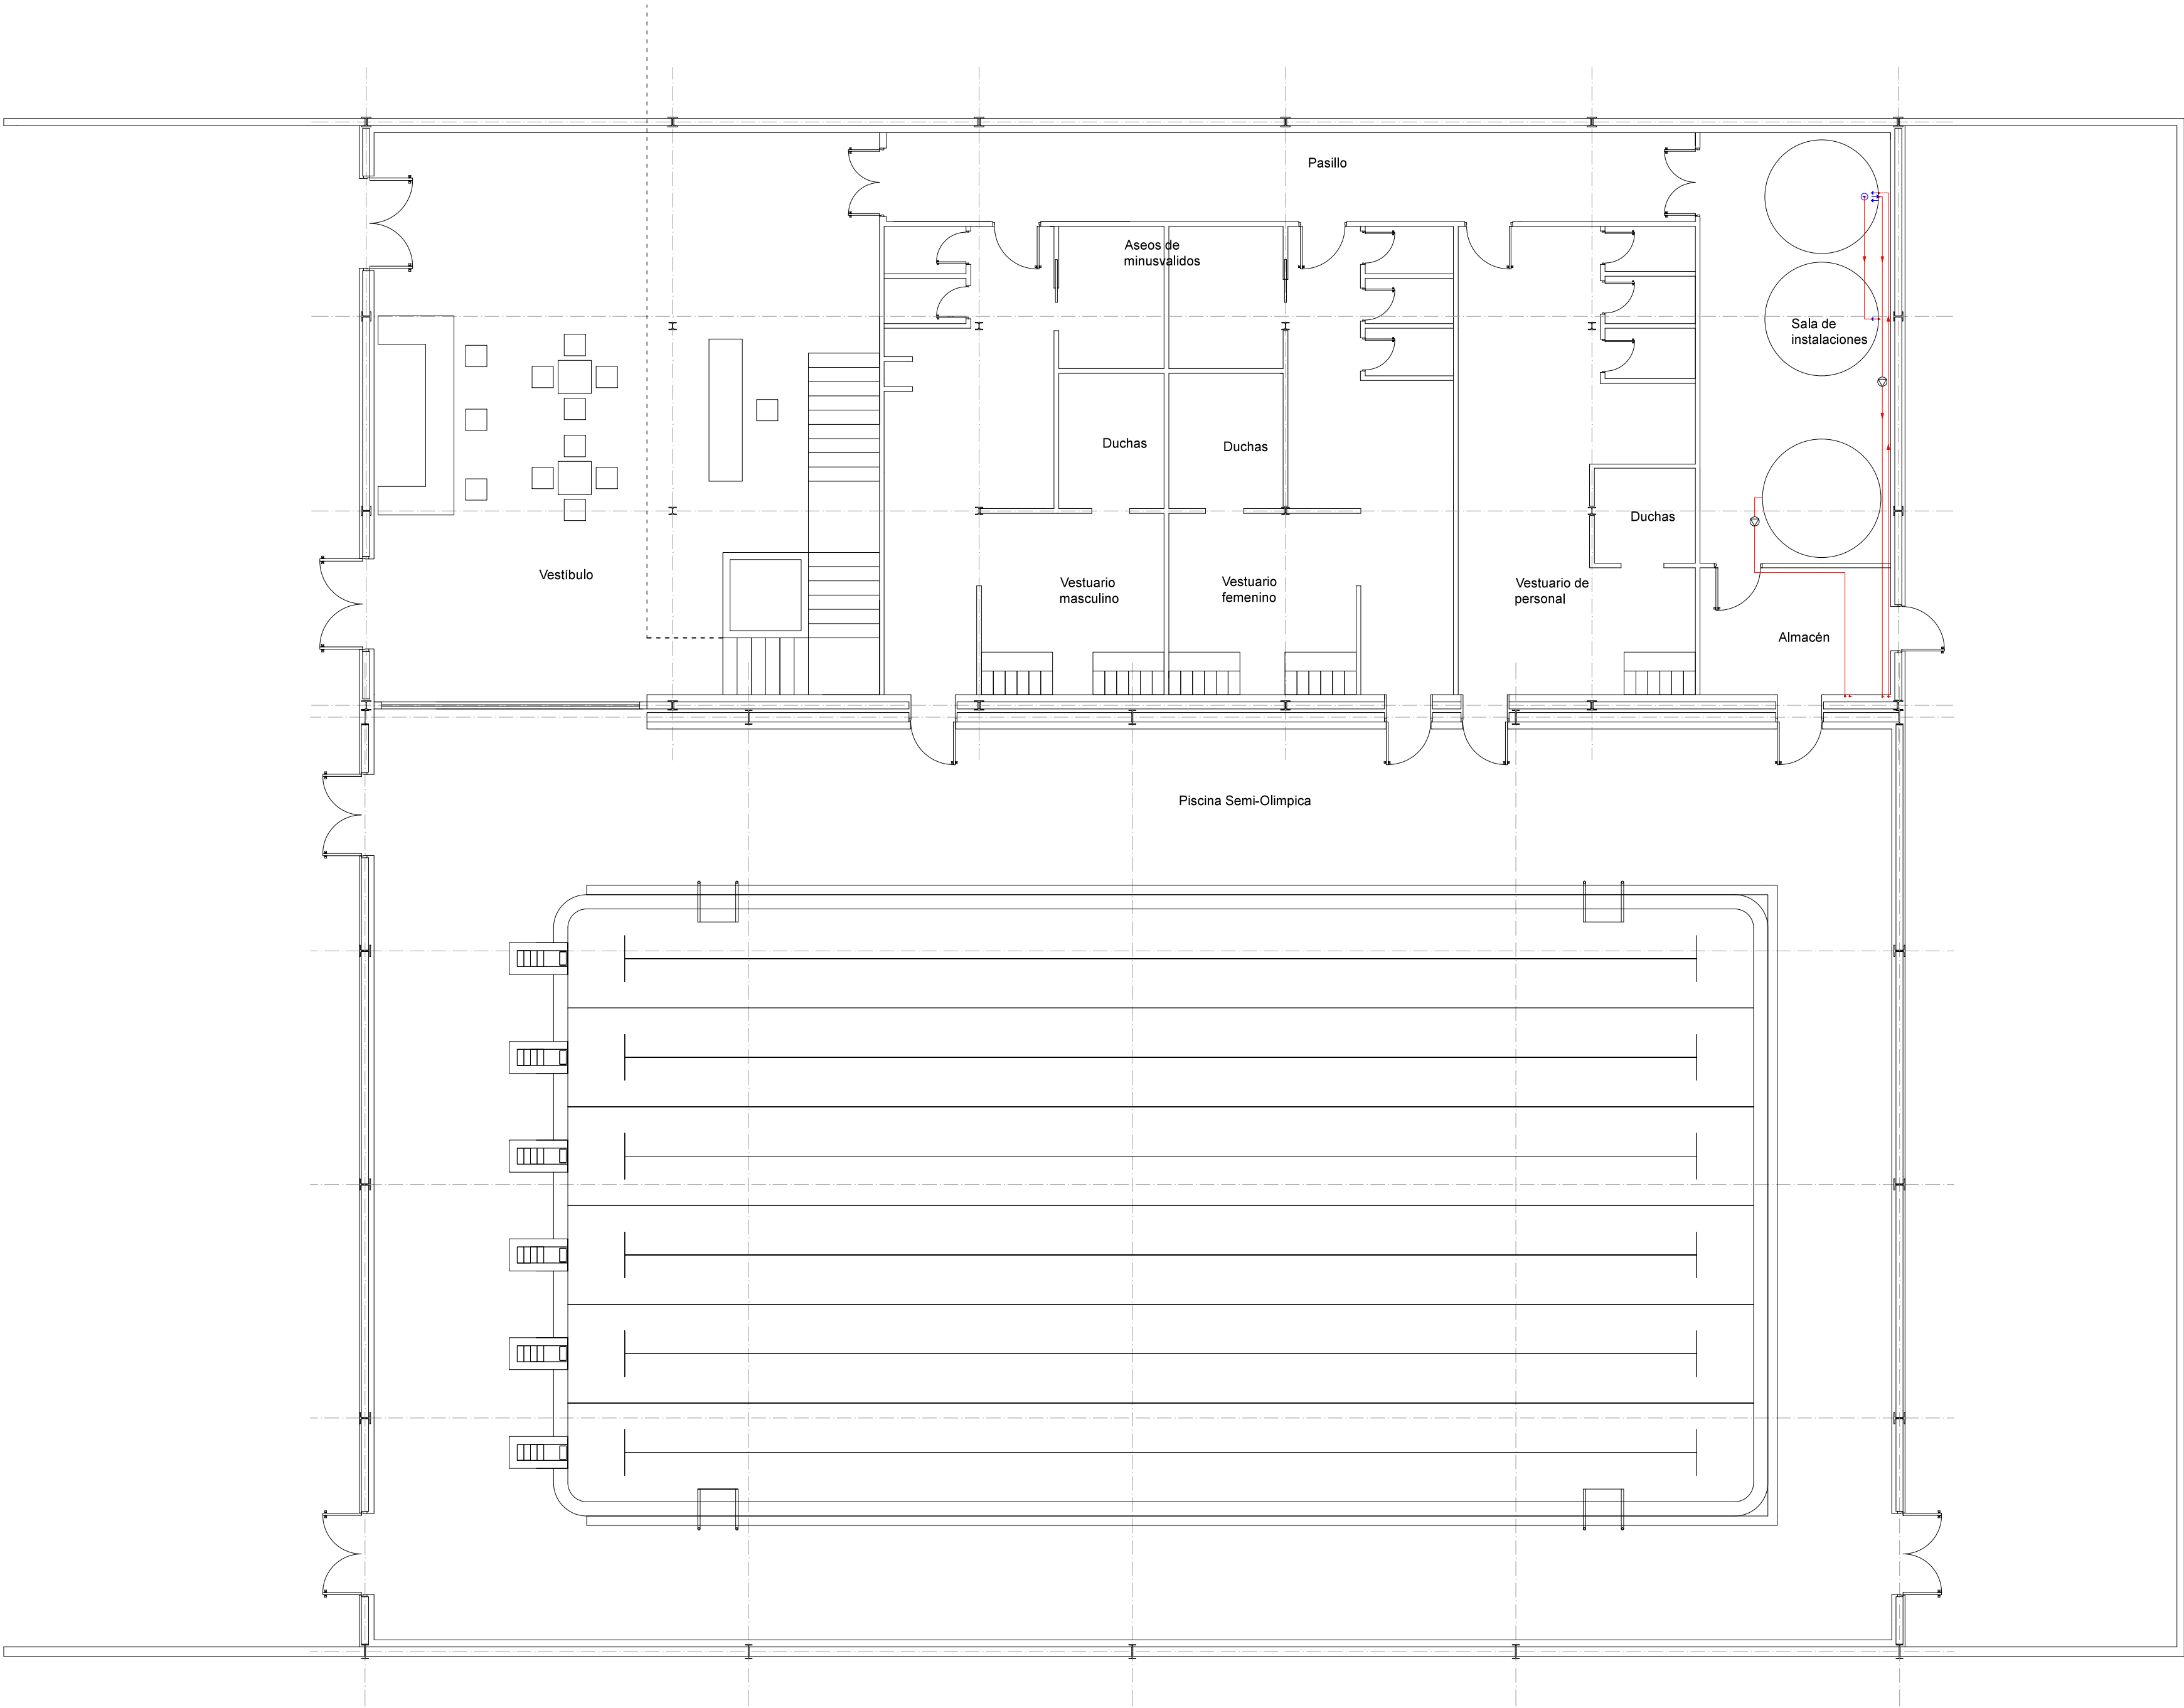 Pasillo
Aseos de
minusvalidos
Sala de
instalaciones
Duchas
Duchas
Duchas
Vestíbulo
Vestuario
masculino
Vestuario
femenino
Vestuario de
personal
Almacén
Piscina Semi-Olimpica